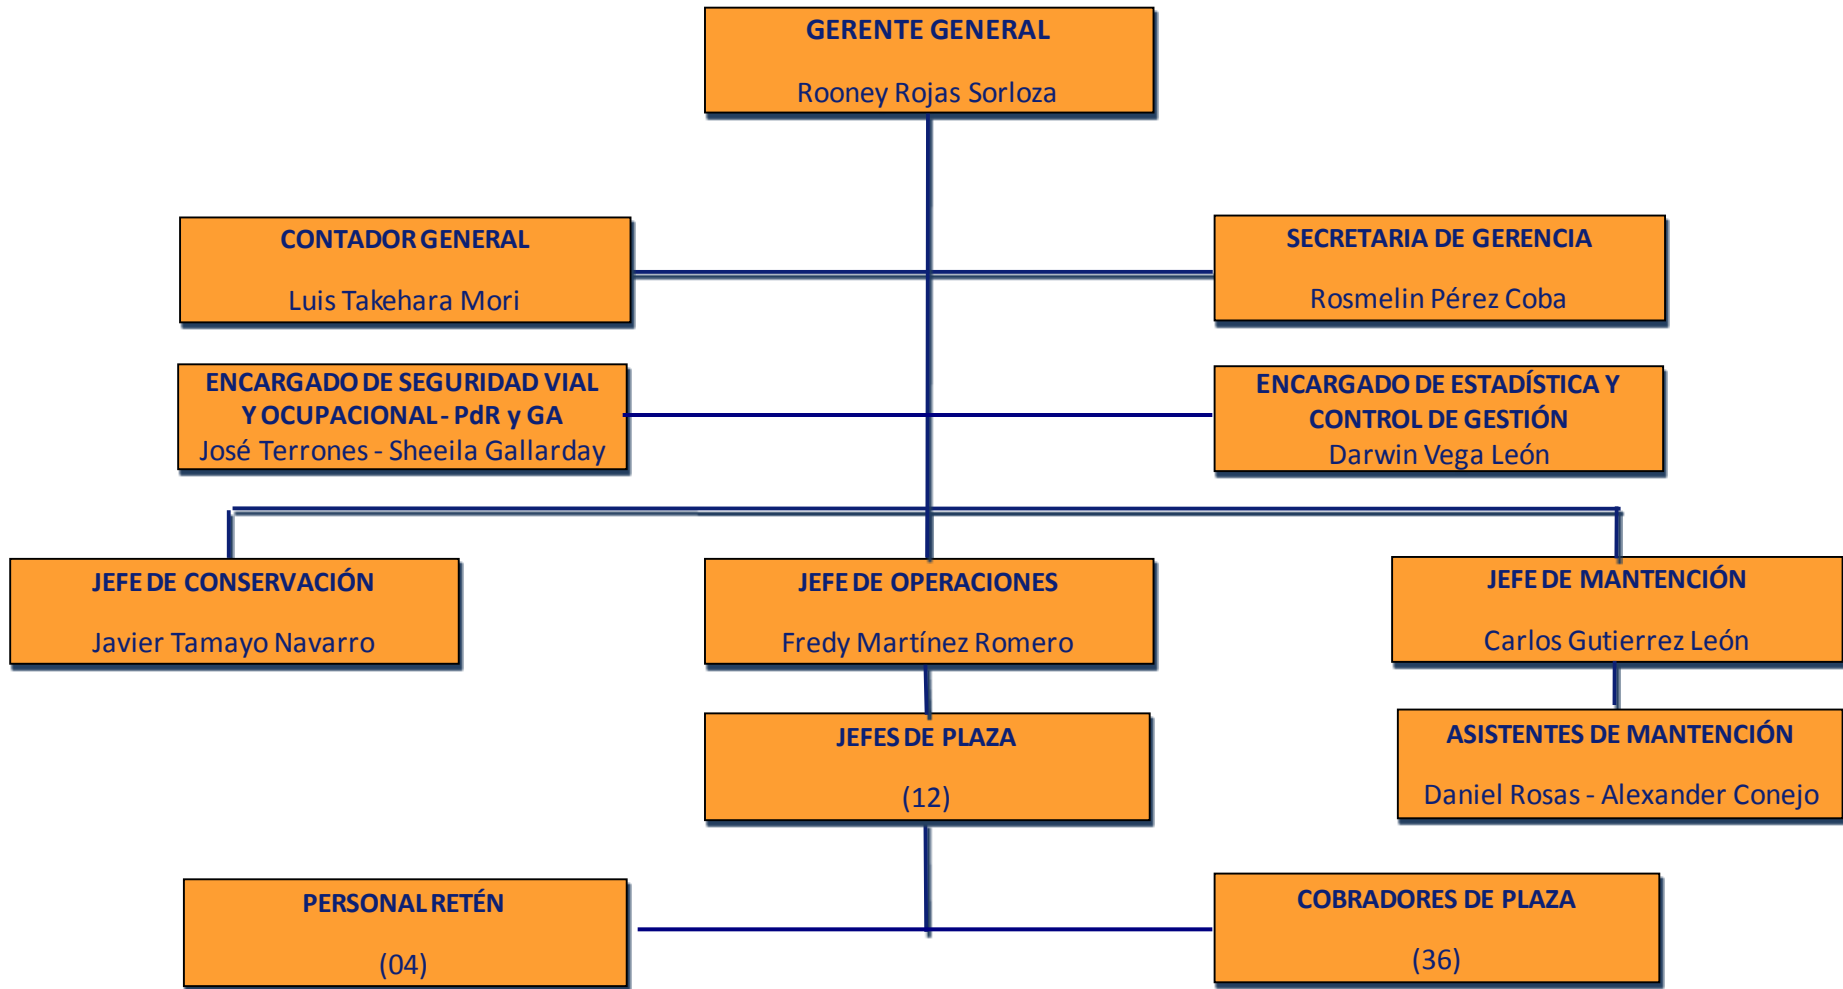 GERENTE GENERAL
Rooney Rojas Sorloza
CONTADOR GENERAL
Luis Takehara Mori
SECRETARIA DE GERENCIA
Rosmelin Pérez Coba
ENCARGADO DE SEGURIDAD VIAL
Y OCUPACIONAL - PdR y GA
José Terrones - Sheeila Gallarday
ENCARGADO DE ESTADÍSTICA Y
CONTROL DE GESTIÓN
Darwin Vega León
JEFE DE CONSERVACIÓN
Javier Tamayo Navarro
JEFE DE OPERACIONES
Fredy Martínez Romero
JEFE DE MANTENCIÓN
Carlos Gutierrez León
JEFES DE PLAZA
(12)
ASISTENTES DE MANTENCIÓN
Daniel Rosas - Alexander Conejo
PERSONAL RETÉN
(04)
COBRADORES DE PLAZA
(36)